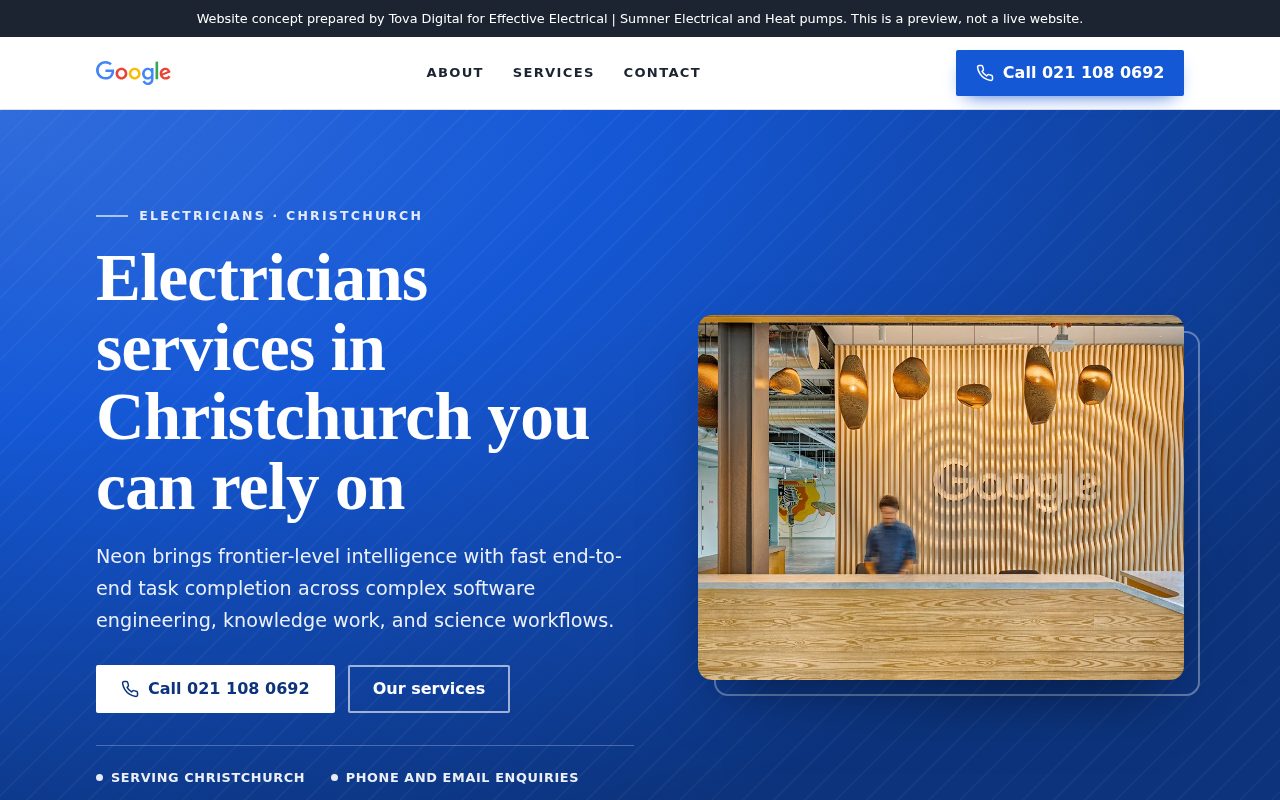 Website concept prepared by Tova Digital for Effective Electrical | Sumner Electrical and Heat pumps. This is a preview, not a live website.
Google
ABOUT
SERVICES
CONTACT
Call 021 108 0692
ELECTRICIANS · CHRISTCHURCH
Electricians
services in
Christchurch you
can rely on
Neon brings frontier-level intelligence with fast end-to-
end task completion across complex software
engineering, knowledge work, and science workflows.
Call 021 108 0692
Our services
Google
SERVING CHRISTCHURCH
PHONE AND EMAIL ENQUIRIES